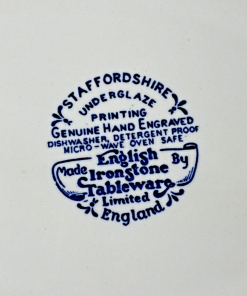 STAFFORDSHIRE
UNDERGLAZE
PRINTING
GENUINE HAND ENGRAVED
DISHWASHER, DETERGENT PROOF
MICRO-WAVE OVEN SAFE
English
Made Ironstone By
Tableware
Limited
England